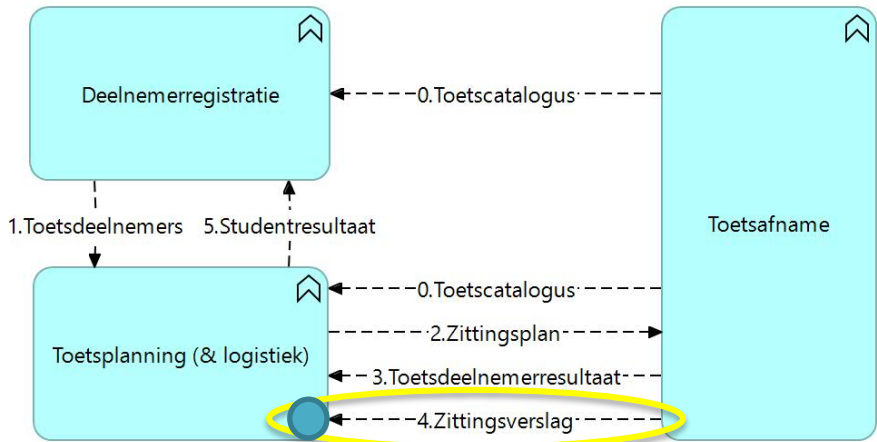 Deelnemerregistratie
0.Toetscatalogus
1.Toetsdeelnemers
5.Studentresultaat
Toetsafname
0.Toetscatalogus
2.Zittingsplan
Toetsplanning (& logistiek)
3.Toetsdeelnemerresultaat
4.Zittingsverslag